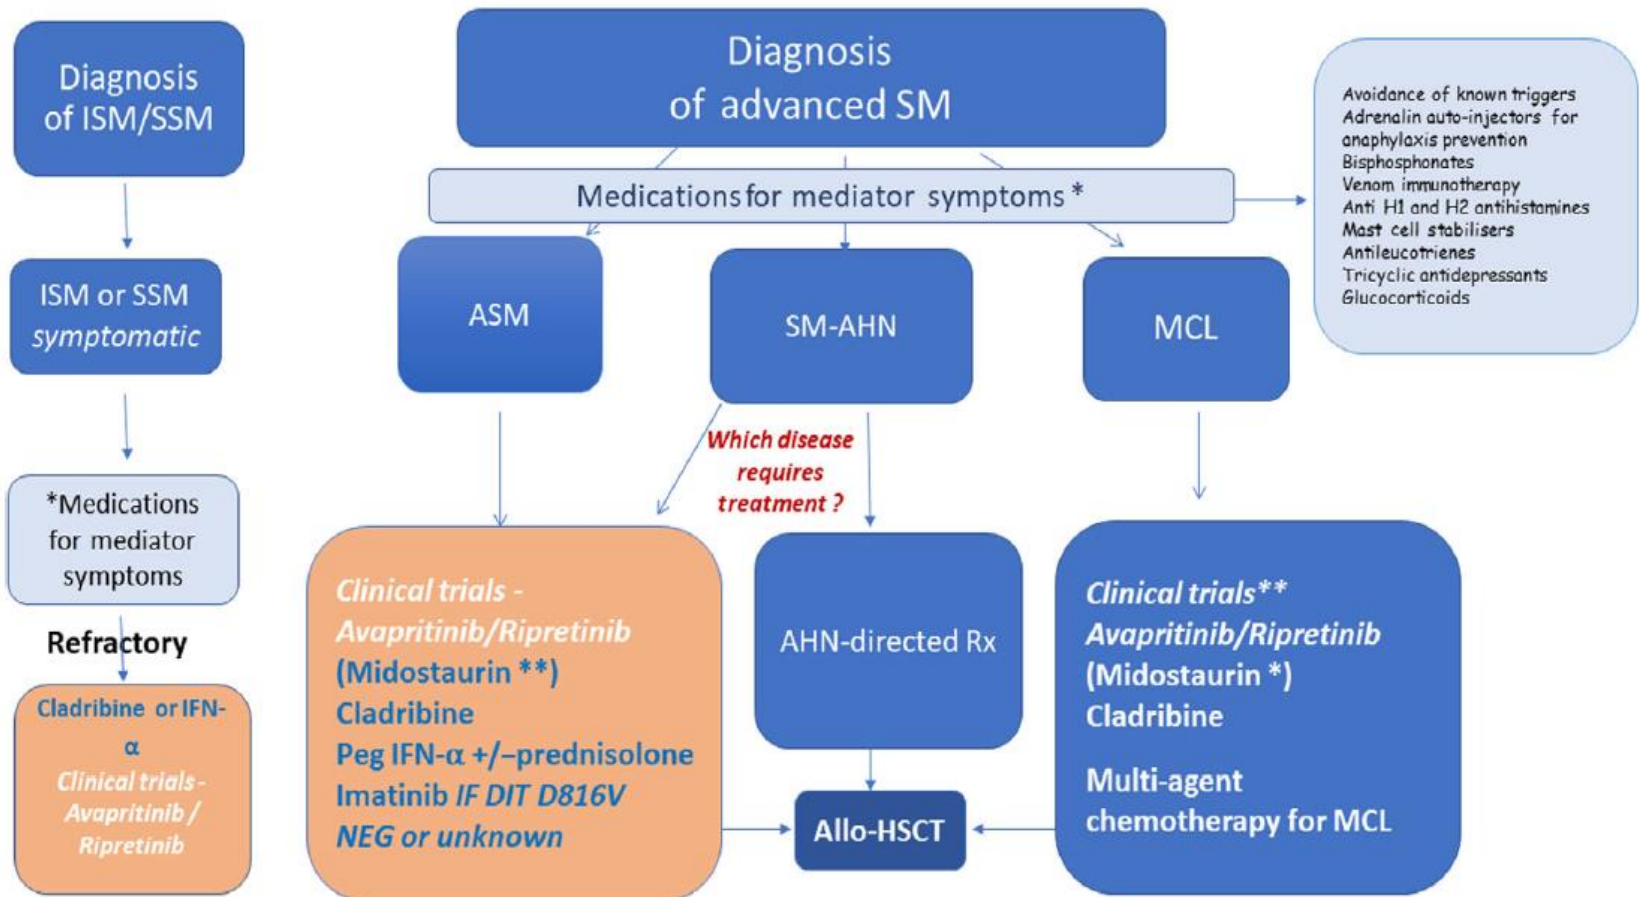 Diagnosis
of ISM/SSM
ISM or SSM
symptomatic
*Medications
for mediator
symptoms
Refractory
Cladribine or IFN-
α
Clinical trials -
Avapritinib /
Ripretinib
Diagnosis
of advanced SM
Medications for mediator symptoms *
Avoidance of known triggers
Adrenalin auto-injectors for
anaphylaxis prevention
Bisphosphonates
Venom immunotherapy
Anti H1 and H2 antihistamines
Mast cell stabilisers
Antileucotrienes
Tricyclic antidepressants
Glucocorticoids
ASM
SM-AHN
MCL
Which disease
requires
treatment ?
Clinical trials -
Avapritinib/Ripretinib
(Midostaurin **)
Cladribine
Peg IFN-α +/–prednisolone
Imatinib IF DIT D816V
NEG or unknown
AHN-directed Rx
Clinical trials**
Avapritinib/Ripretinib
(Midostaurin *)
Cladribine
Multi-agent
chemotherapy for MCL
Allo-HSCT